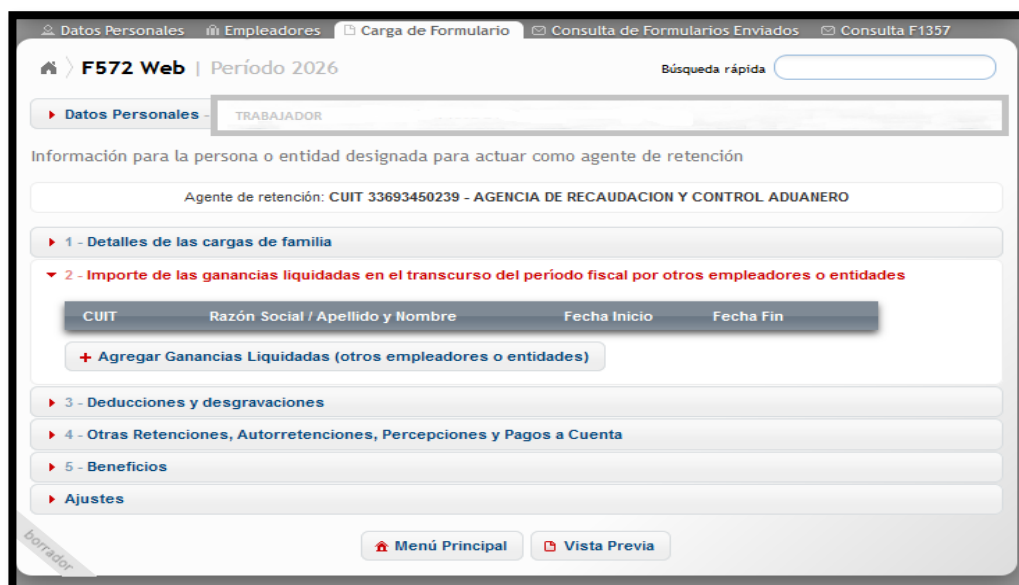 Datos Personales Empleadores Carga de Formulario Consulta de Formularios Enviados Consulta F1357
F572 Web | Período 2026 Búsqueda rápida
Datos Personales - TRABAJADOR
Información para la persona o entidad designada para actuar como agente de retención
Agente de retención: CUIT 33693450239 - AGENCIA DE RECAUDACION Y CONTROL ADUANERO
1 - Detalles de las cargas de familia
2 - Importe de las ganancias liquidadas en el transcurso del período fiscal por otros empleadores o entidades
CUIT Razón Social / Apellido y Nombre Fecha Inicio Fecha Fin
+ Agregar Ganancias Liquidadas (otros empleadores o entidades)
3 - Deducciones y desgravaciones
4 - Otras Retenciones, Autorretenciones, Percepciones y Pagos a Cuenta
5 - Beneficios
Ajustes
borrador
Menú Principal Vista Previa